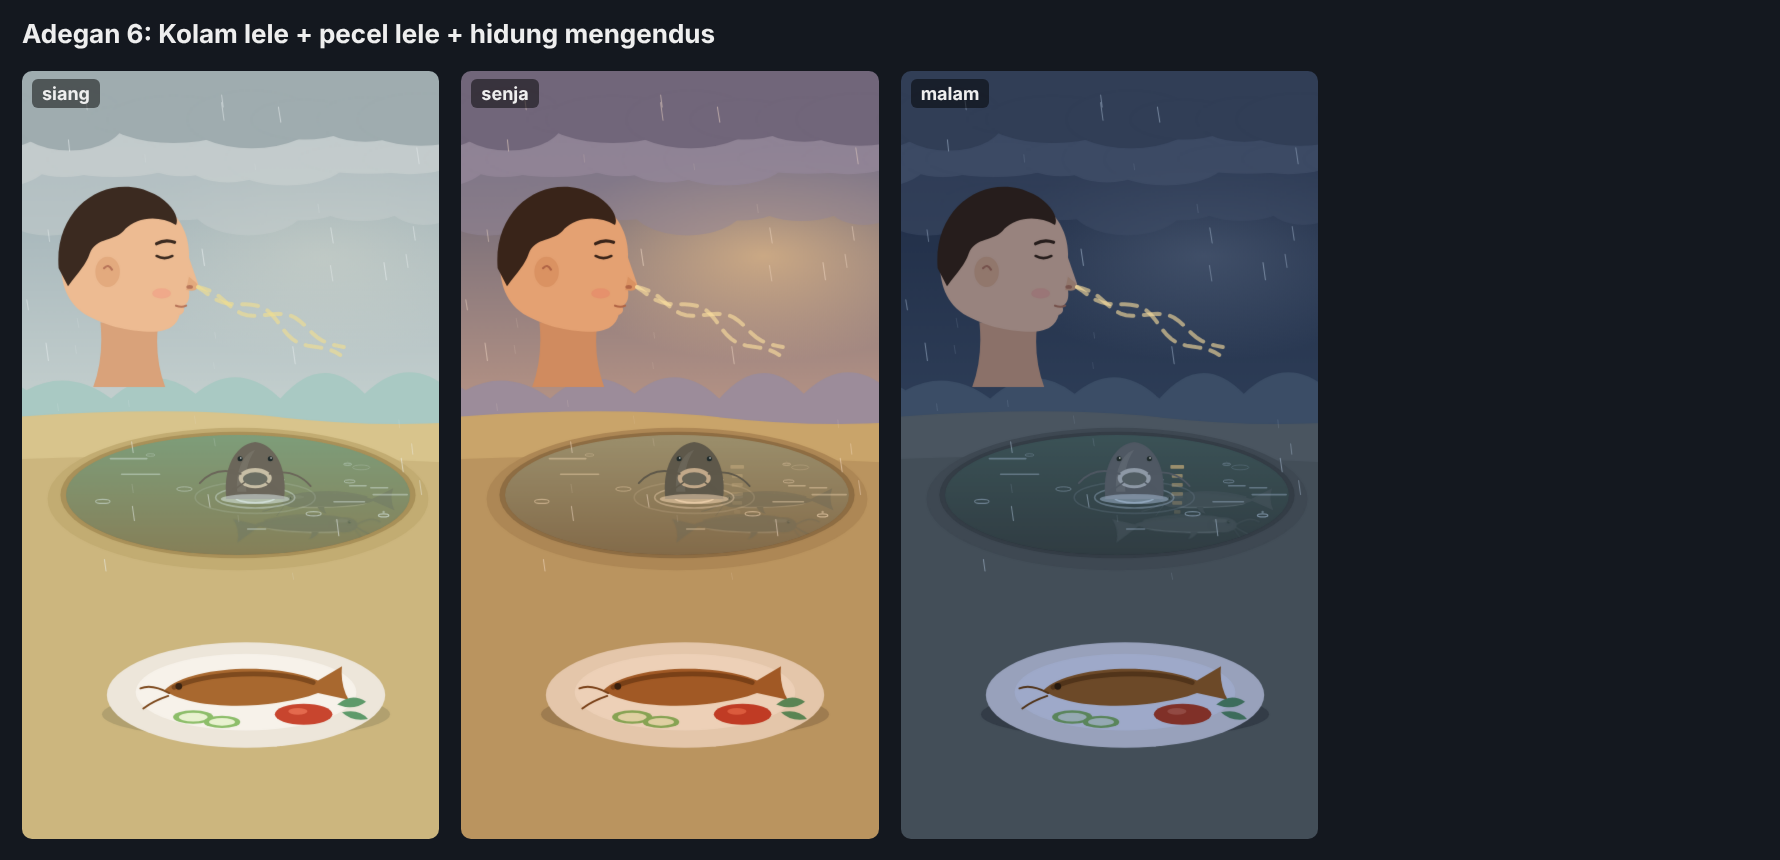 Adegan 6: Kolam lele + pecel lele + hidung mengendus
siang
senja
malam